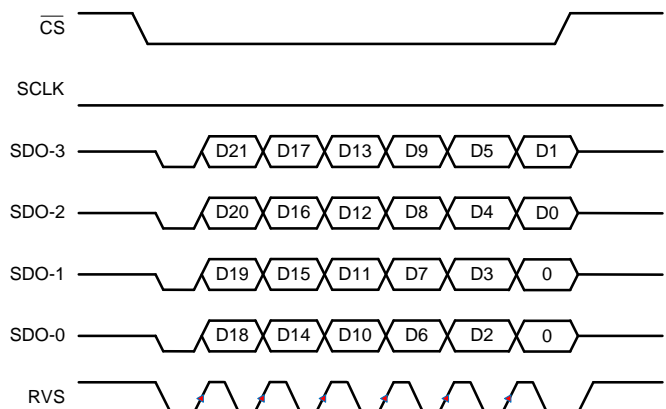 CS
SCLK
SDO-3 D21 D17 D13 D9 D5 D1
SDO-2 D20 D16 D12 D8 D4 D0
SDO-1 D19 D15 D11 D7 D3 0
SDO-0 D18 D14 D10 D6 D2 0
RVS